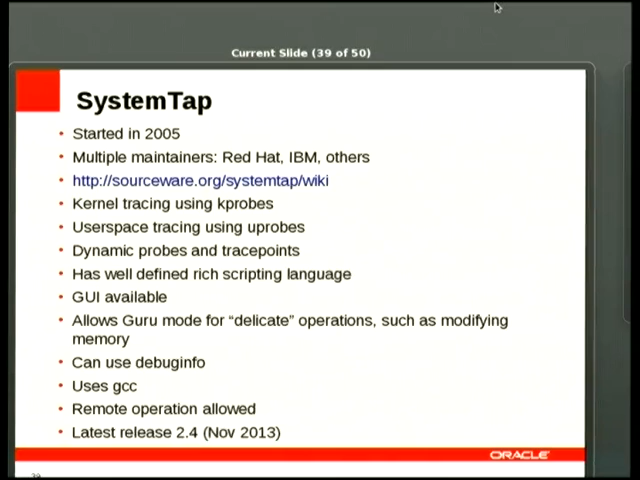 Current Slide (39 of 50)
SystemTap
Started in 2005
Multiple maintainers: Red Hat, IBM, others
http://sourceware.org/systemtap/wiki
Kernel tracing using kprobes
Userspace tracing using uprobes
Dynamic probes and tracepoints
Has well defined rich scripting language
GUI available
Allows Guru mode for “delicate” operations, such as modifying
memory
Can use debuginfo
Uses gcc
Remote operation allowed
Latest release 2.4 (Nov 2013)
ORACLE